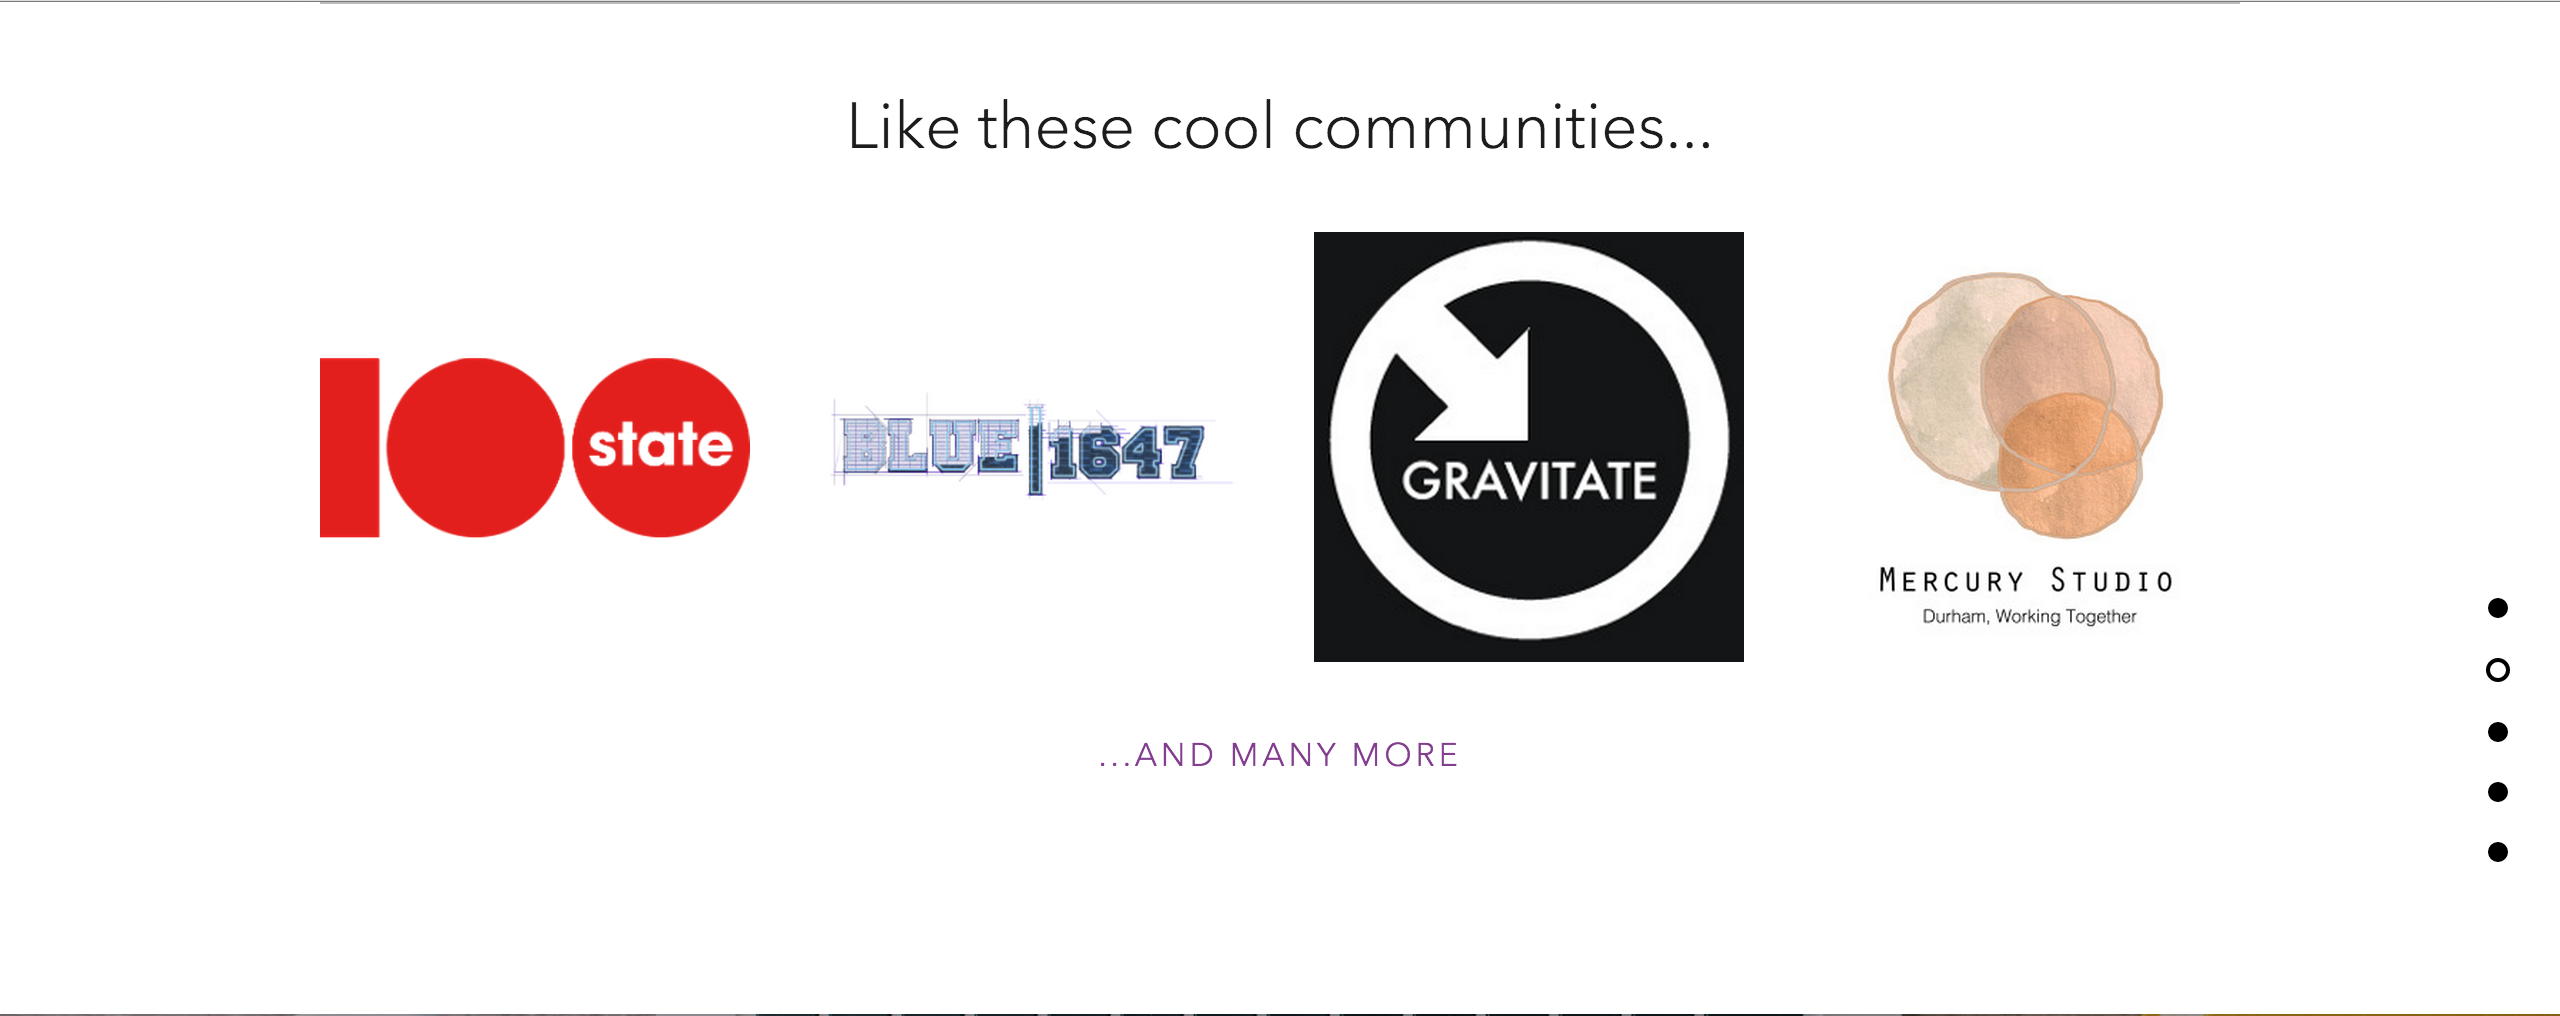 Like these cool communities...
100
state
BLUE|1647
GRAVITATE
MERCURY STUDIO
Durham, Working Together
...AND MANY MORE